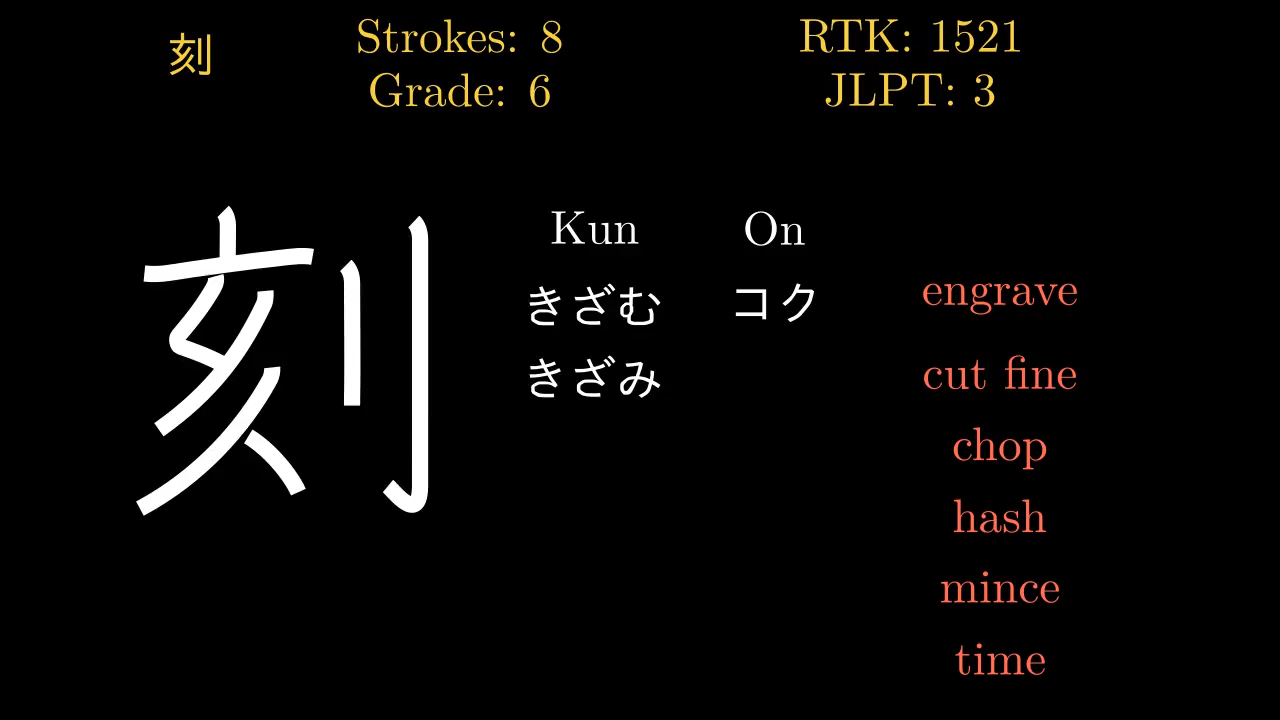 刻
Strokes: 8
Grade: 6
RTK: 1521
JLPT: 3
刻
Kun
きざむ
きざみ
On
コク
engrave
cut fine
chop
hash
mince
time